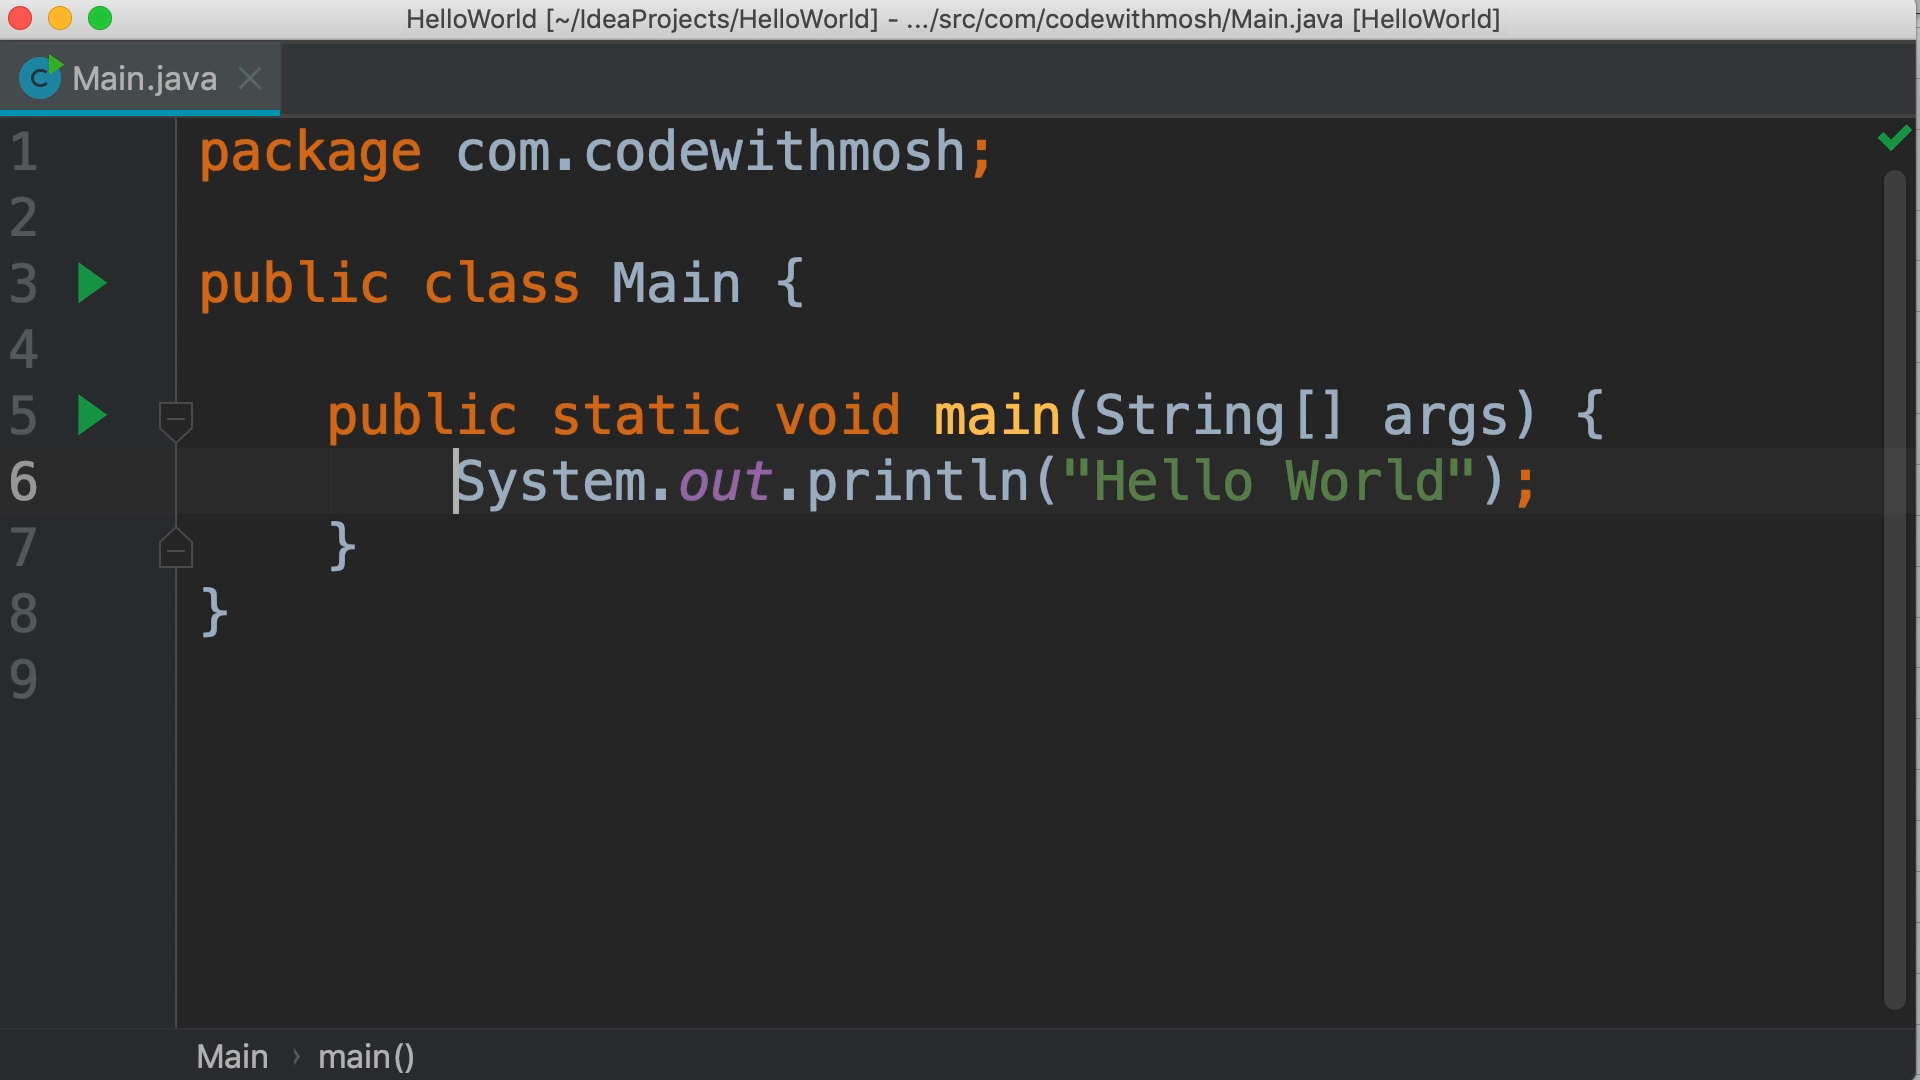 HelloWorld [~/IdeaProjects/HelloWorld] - .../src/com/codewithmosh/Main.java [HelloWorld]
C Main.java
1 package com.codewithmosh;
2
3 public class Main {
4
5 public static void main(String[] args) {
6 System.out.println("Hello World");
7 }
8 }
9
Main › main()